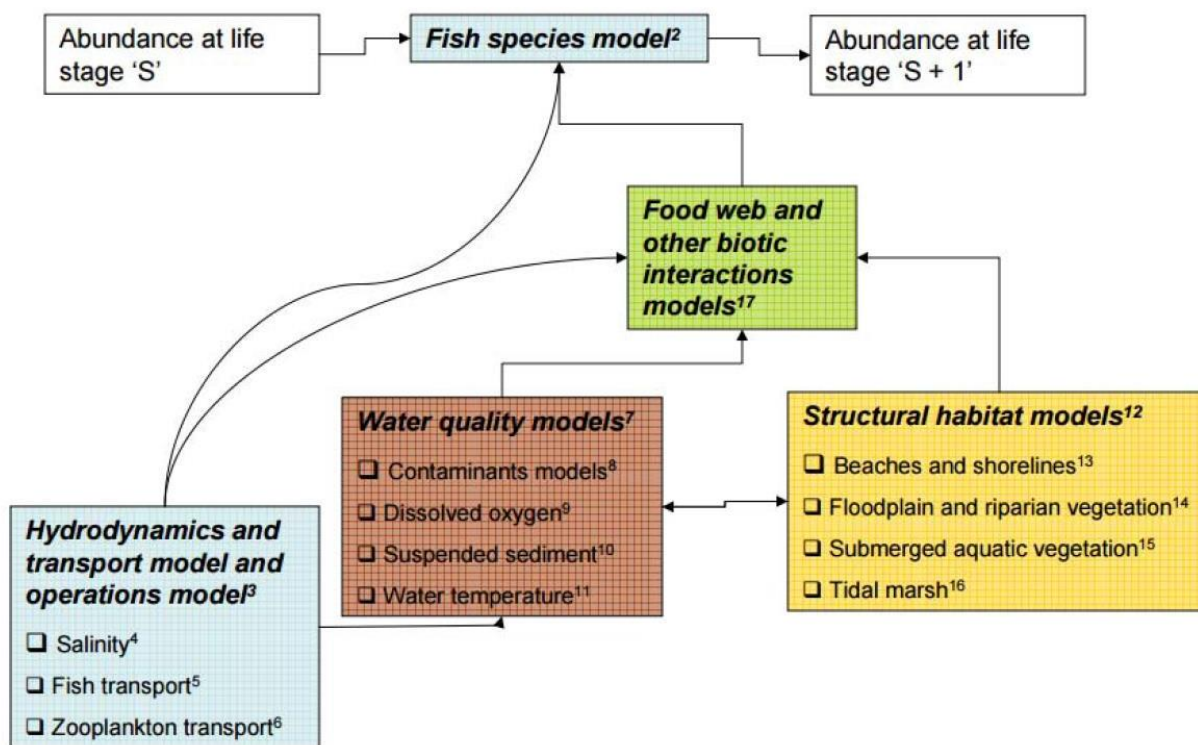 Abundance at life
stage ‘S’
Fish species model²
Abundance at life
stage ‘S + 1’
Food web and
other biotic
interactions
models¹⁷
Water quality models⁷
❑ Contaminants models⁸
❑ Dissolved oxygen⁹
❑ Suspended sediment¹⁰
❑ Water temperature¹¹
Structural habitat models¹²
❑ Beaches and shorelines¹³
❑ Floodplain and riparian vegetation¹⁴
❑ Submerged aquatic vegetation¹⁵
❑ Tidal marsh¹⁶
Hydrodynamics and
transport model and
operations model³
❑ Salinity⁴
❑ Fish transport⁵
❑ Zooplankton transport⁶